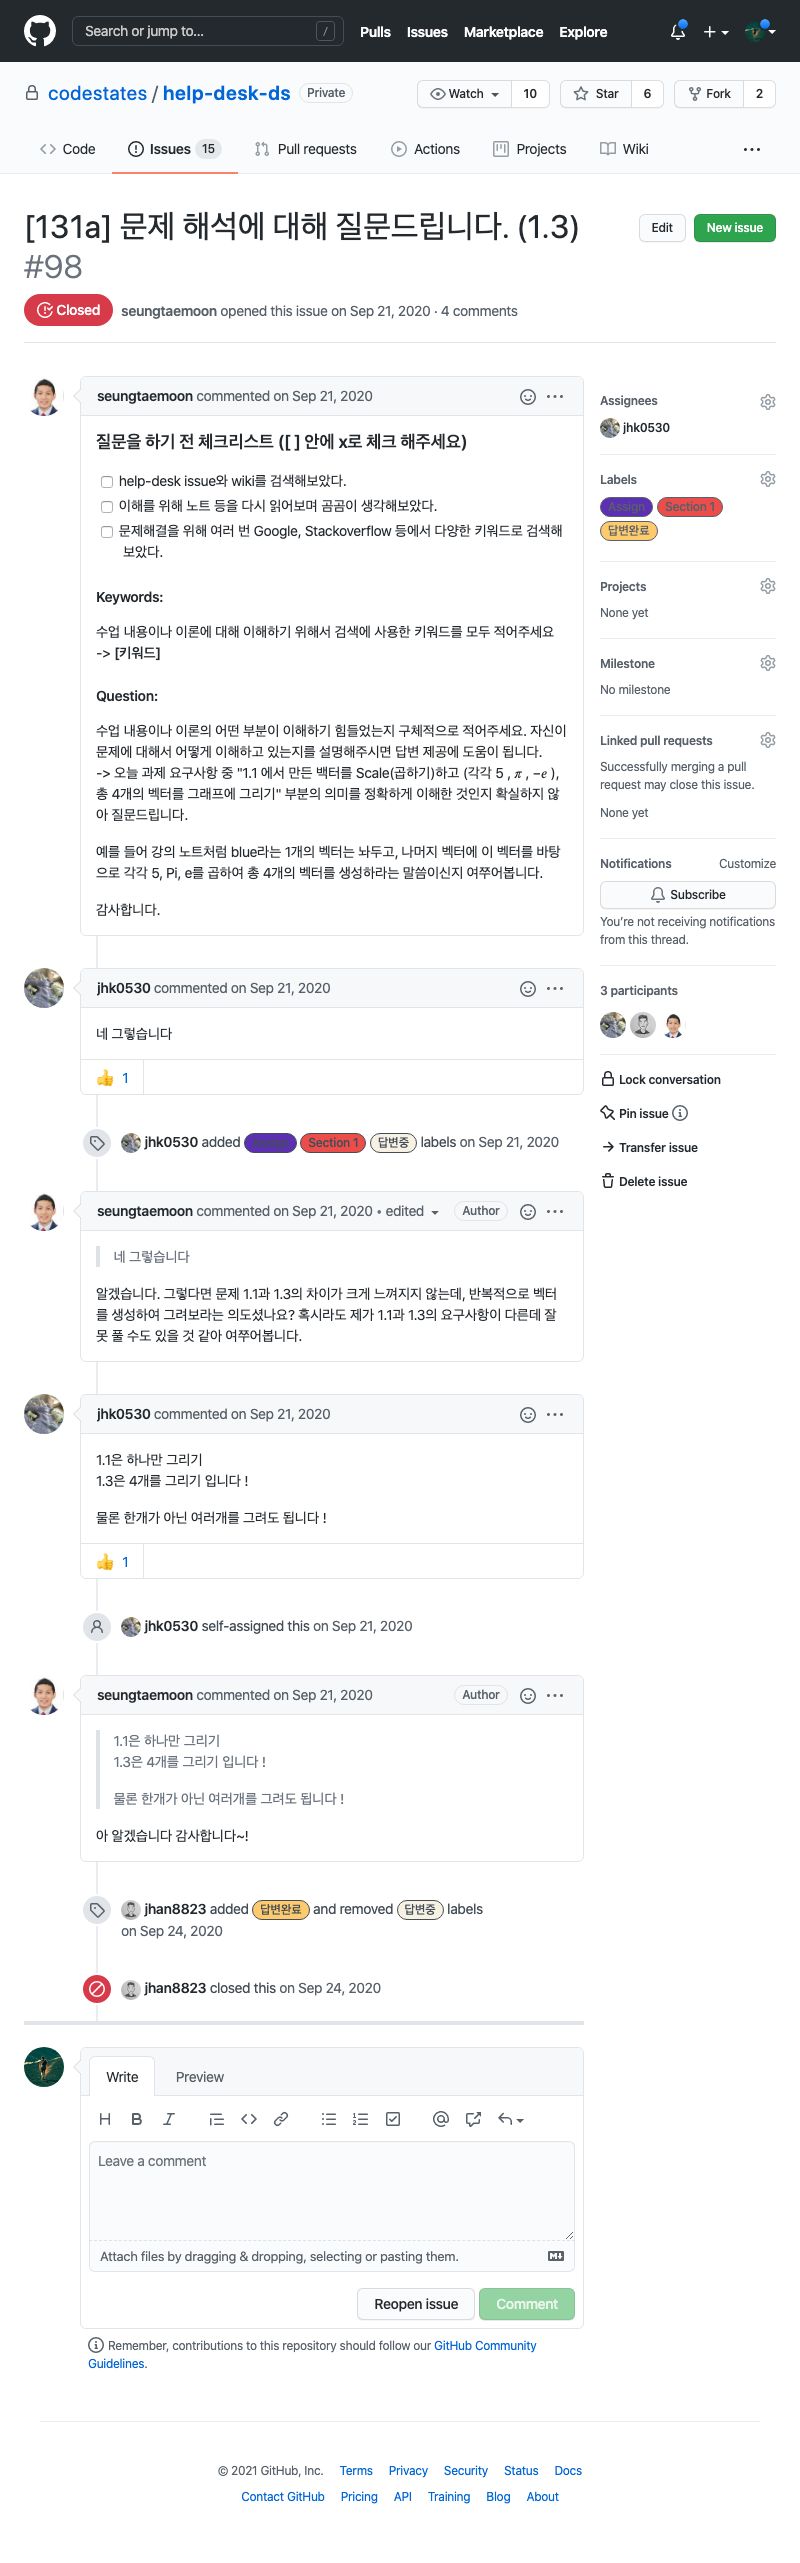 Search or jump to...
/
Pulls Issues Marketplace Explore
codestates / help-desk-ds Private
Watch 10 Star 6 Fork 2
Code Issues 15 Pull requests Actions Projects Wiki
[131a] 문제 해석에 대해 질문드립니다. (1.3)
#98
Edit New issue
Closed seungtaemoon opened this issue on Sep 21, 2020 · 4 comments
seungtaemoon commented on Sep 21, 2020
질문을 하기 전 체크리스트 ([ ] 안에 x로 체크 해주세요)
help-desk issue와 wiki를 검색해보았다.
이해를 위해 노트 등을 다시 읽어보며 곰곰이 생각해보았다.
문제해결을 위해 여러 번 Google, Stackoverflow 등에서 다양한 키워드로 검색해
보았다.
Keywords:
수업 내용이나 이론에 대해 이해하기 위해서 검색에 사용한 키워드를 모두 적어주세요
-> [키워드]
Question:
수업 내용이나 이론의 어떤 부분이 이해하기 힘들었는지 구체적으로 적어주세요. 자신이
문제에 대해서 어떻게 이해하고 있는지를 설명해주시면 답변 제공에 도움이 됩니다.
-> 오늘 과제 요구사항 중 "1.1 에서 만든 백터를 Scale(곱하기)하고 (각각 5 , 𝜋 , −𝑒 ),
총 4개의 벡터를 그래프에 그리기" 부분의 의미를 정확하게 이해한 것인지 확실하지 않
아 질문드립니다.
예를 들어 강의 노트처럼 blue라는 1개의 벡터는 놔두고, 나머지 벡터에 이 벡터를 바탕
으로 각각 5, Pi, e를 곱하여 총 4개의 벡터를 생성하라는 말씀이신지 여쭈어봅니다.
감사합니다.
jhk0530 commented on Sep 21, 2020
네 그렇습니다
👍 1
jhk0530 added Assign Section 1 답변중 labels on Sep 21, 2020
seungtaemoon commented on Sep 21, 2020 • edited Author
네 그렇습니다
알겠습니다. 그렇다면 문제 1.1과 1.3의 차이가 크게 느껴지지 않는데, 반복적으로 벡터
를 생성하여 그려보라는 의도셨나요? 혹시라도 제가 1.1과 1.3의 요구사항이 다른데 잘
못 풀 수도 있을 것 같아 여쭈어봅니다.
jhk0530 commented on Sep 21, 2020
1.1은 하나만 그리기
1.3은 4개를 그리기 입니다 !
물론 한개가 아닌 여러개를 그려도 됩니다 !
👍 1
jhk0530 self-assigned this on Sep 21, 2020
seungtaemoon commented on Sep 21, 2020 Author
1.1은 하나만 그리기
1.3은 4개를 그리기 입니다 !
물론 한개가 아닌 여러개를 그려도 됩니다 !
아 알겠습니다 감사합니다~!
jhan8823 added 답변완료 and removed 답변중 labels
on Sep 24, 2020
jhan8823 closed this on Sep 24, 2020
Write Preview
Leave a comment
Attach files by dragging & dropping, selecting or pasting them.
Reopen issue Comment
Remember, contributions to this repository should follow our GitHub Community
Guidelines.
Assignees
jhk0530
Labels
Assign Section 1
답변완료
Projects
None yet
Milestone
No milestone
Linked pull requests
Successfully merging a pull
request may close this issue.
None yet
Notifications Customize
Subscribe
You're not receiving notifications
from this thread.
3 participants
Lock conversation
Pin issue
Transfer issue
Delete issue
© 2021 GitHub, Inc. Terms Privacy Security Status Docs
Contact GitHub Pricing API Training Blog About